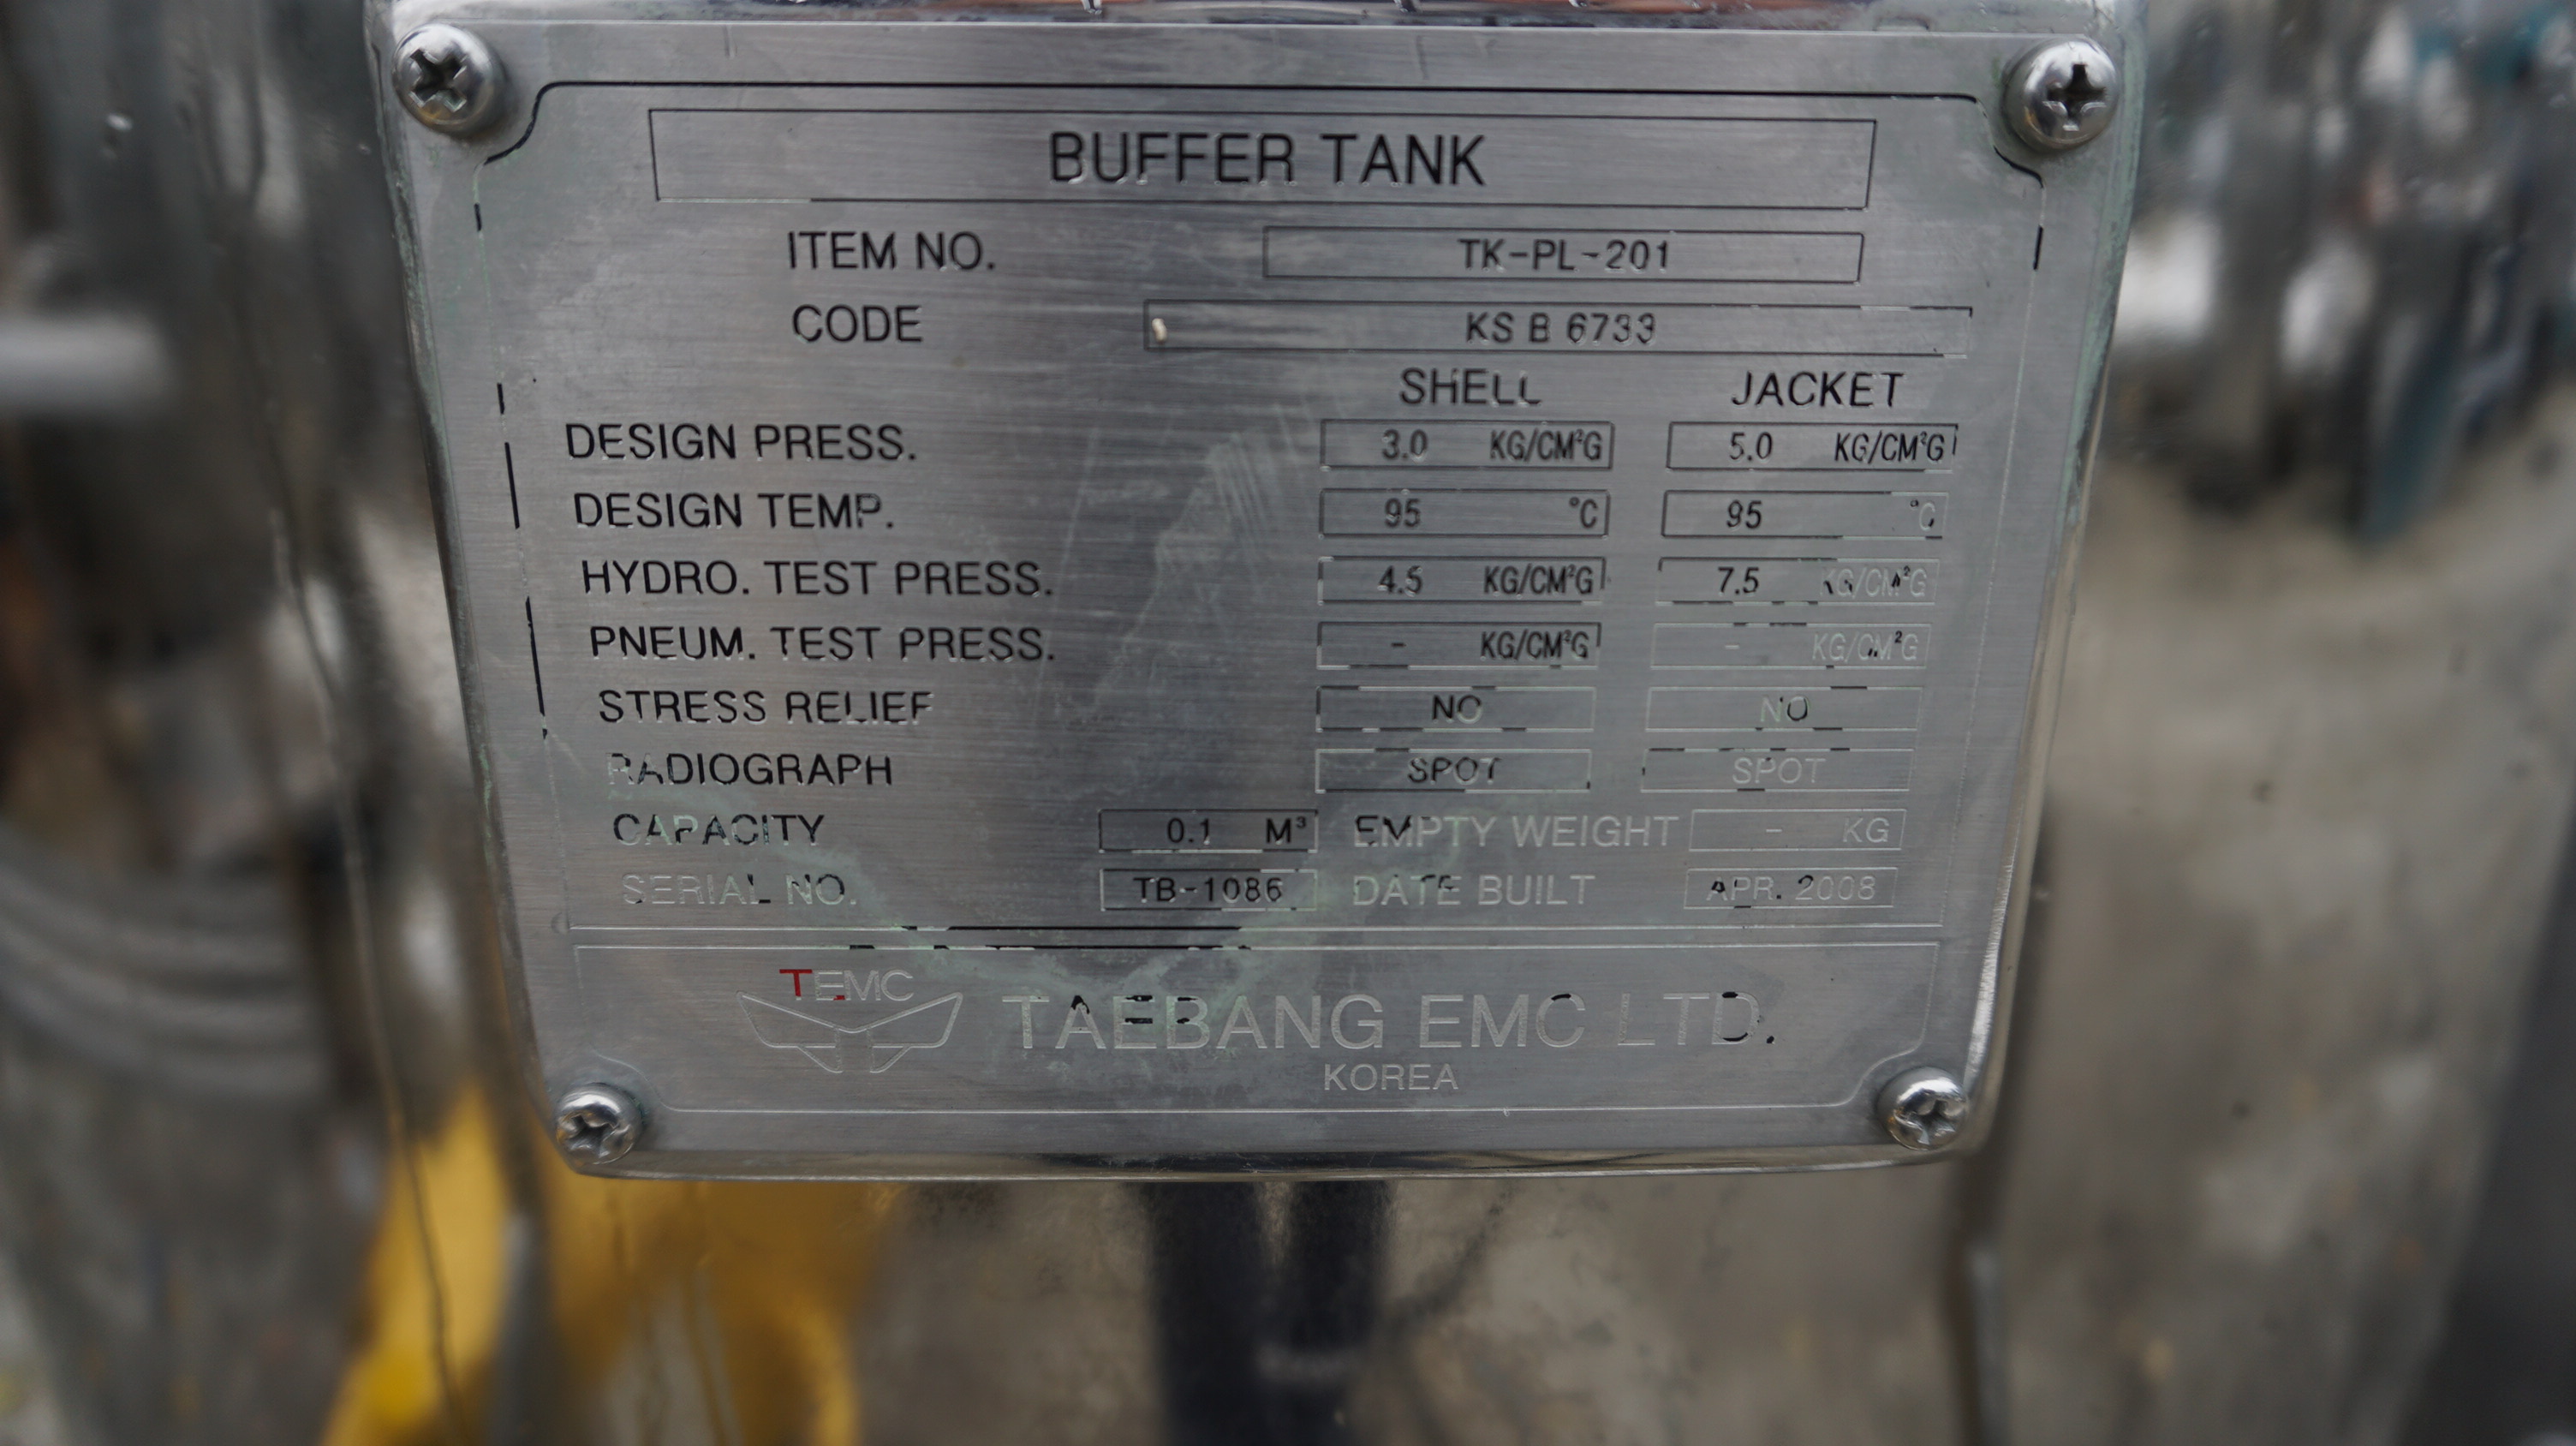 BUFFER TANK
ITEM NO. TK-PL-201
CODE KS B 6733
SHELL JACKET
DESIGN PRESS. 3.0 KG/CM²G 5.0 KG/CM²G
DESIGN TEMP. 95 °C 95 °C
HYDRO. TEST PRESS. 4.5 KG/CM²G 7.5 KG/CM²G
PNEUM. TEST PRESS. - KG/CM²G - KG/CM²G
STRESS RELIEF NO NO
RADIOGRAPH SPOT SPOT
CAPACITY 0.1 M³ EMPTY WEIGHT - KG
SERIAL NO. TB-1086 DATE BUILT APR. 2008
TEMC
TAEBANG EMC LTD.
KOREA